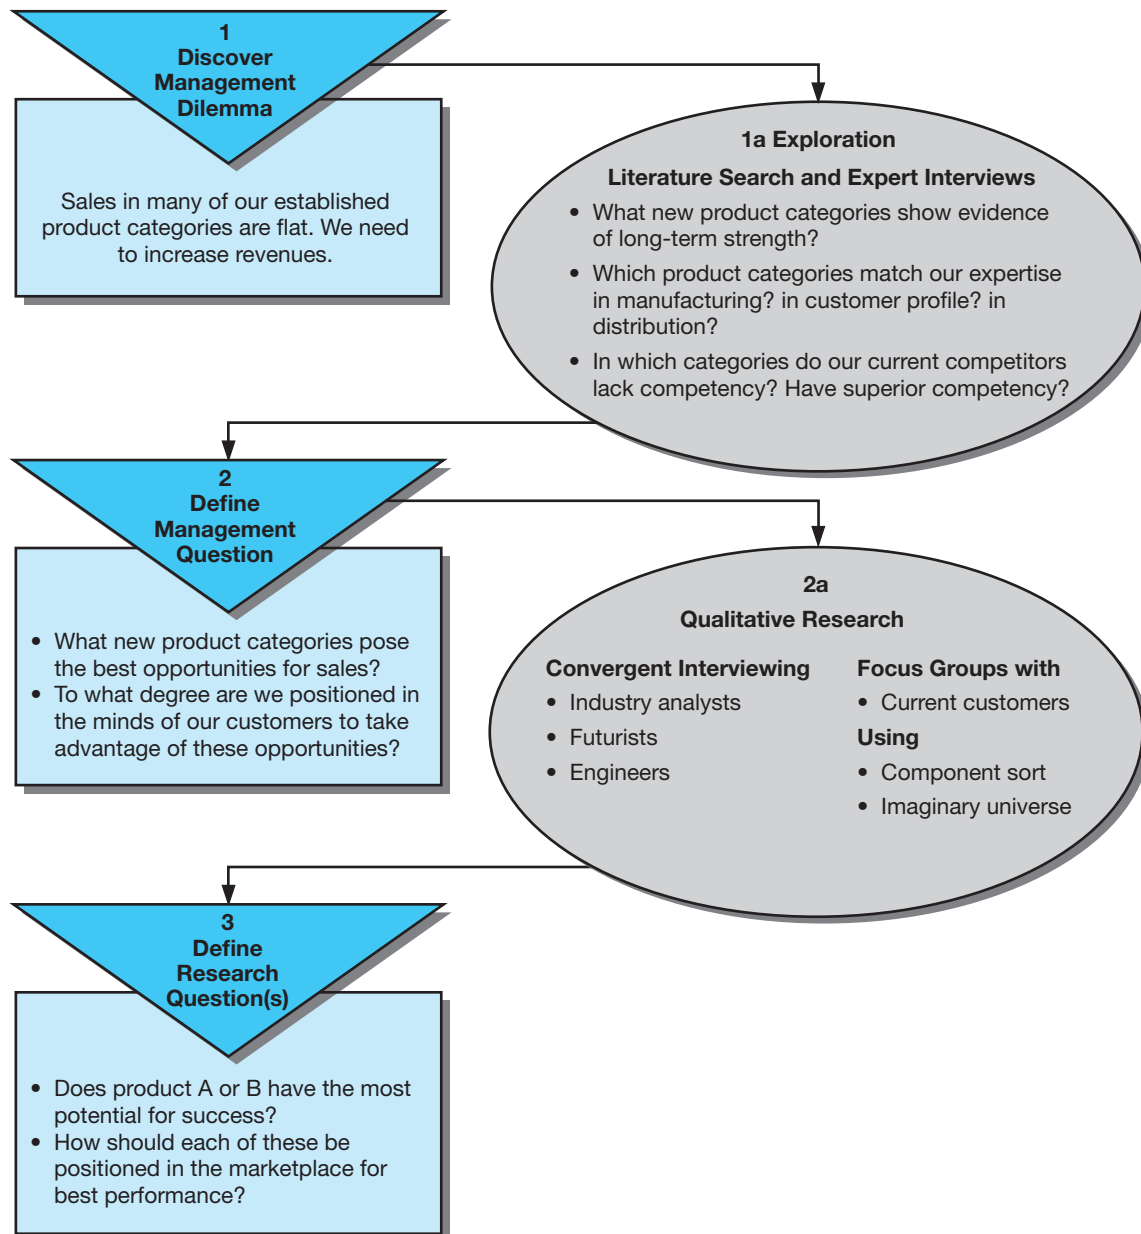 1
Discover
Management
Dilemma
Sales in many of our established
product categories are flat. We need
to increase revenues.
1a Exploration
Literature Search and Expert Interviews
• What new product categories show evidence
of long-term strength?
• Which product categories match our expertise
in manufacturing? in customer profile? in
distribution?
• In which categories do our current competitors
lack competency? Have superior competency?
2
Define
Management
Question
• What new product categories pose
the best opportunities for sales?
• To what degree are we positioned in
the minds of our customers to take
advantage of these opportunities?
2a
Qualitative Research
Convergent Interviewing
• Industry analysts
• Futurists
• Engineers
Focus Groups with
• Current customers
Using
• Component sort
• Imaginary universe
3
Define
Research
Question(s)
• Does product A or B have the most
potential for success?
• How should each of these be
positioned in the marketplace for
best performance?